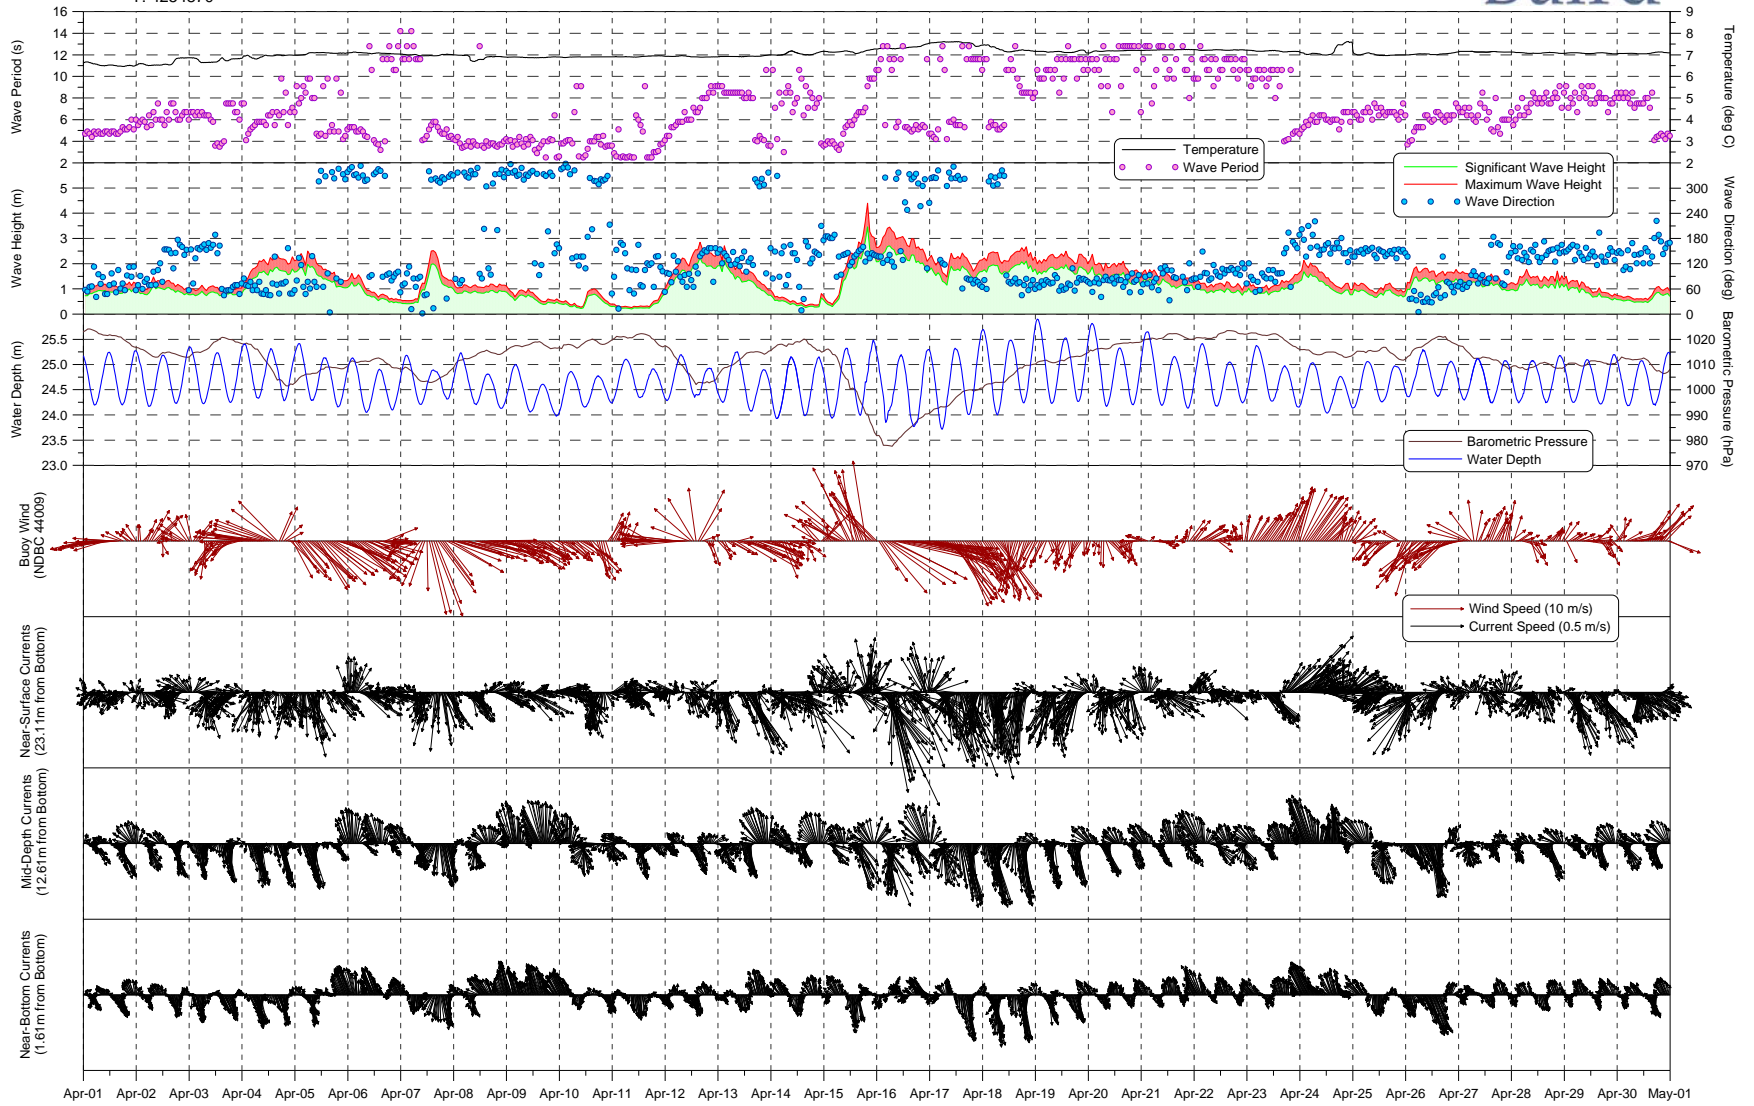 16
14
12
10
8
6
4
2
Wave Period (s)
9
8
7
6
5
4
3
2
Temperature (deg C)
Temperature
Wave Period
5
4
3
2
1
0
Wave Height (m)
300
240
180
120
60
0
Wave Direction (deg)
Significant Wave Height
Maximum Wave Height
Wave Direction
25.5
25.0
24.5
24.0
23.5
23.0
Water Depth (m)
1020
1010
1000
990
980
970
Barometric Pressure (hPa)
Barometric Pressure
Water Depth
Buoy Wind
(NDBC 44009)
Wind Speed (10 m/s)
Current Speed (0.5 m/s)
Near-Surface Currents
(23.11m from Bottom)
Mid-Depth Currents
(12.61m from Bottom)
Near-Bottom Currents
(1.61m from Bottom)
Apr-01 Apr-02 Apr-03 Apr-04 Apr-05 Apr-06 Apr-07 Apr-08 Apr-09 Apr-10 Apr-11 Apr-12 Apr-13 Apr-14 Apr-15 Apr-16 Apr-17 Apr-18 Apr-19 Apr-20 Apr-21 Apr-22 Apr-23 Apr-24 Apr-25 Apr-26 Apr-27 Apr-28 Apr-29 Apr-30 May-01